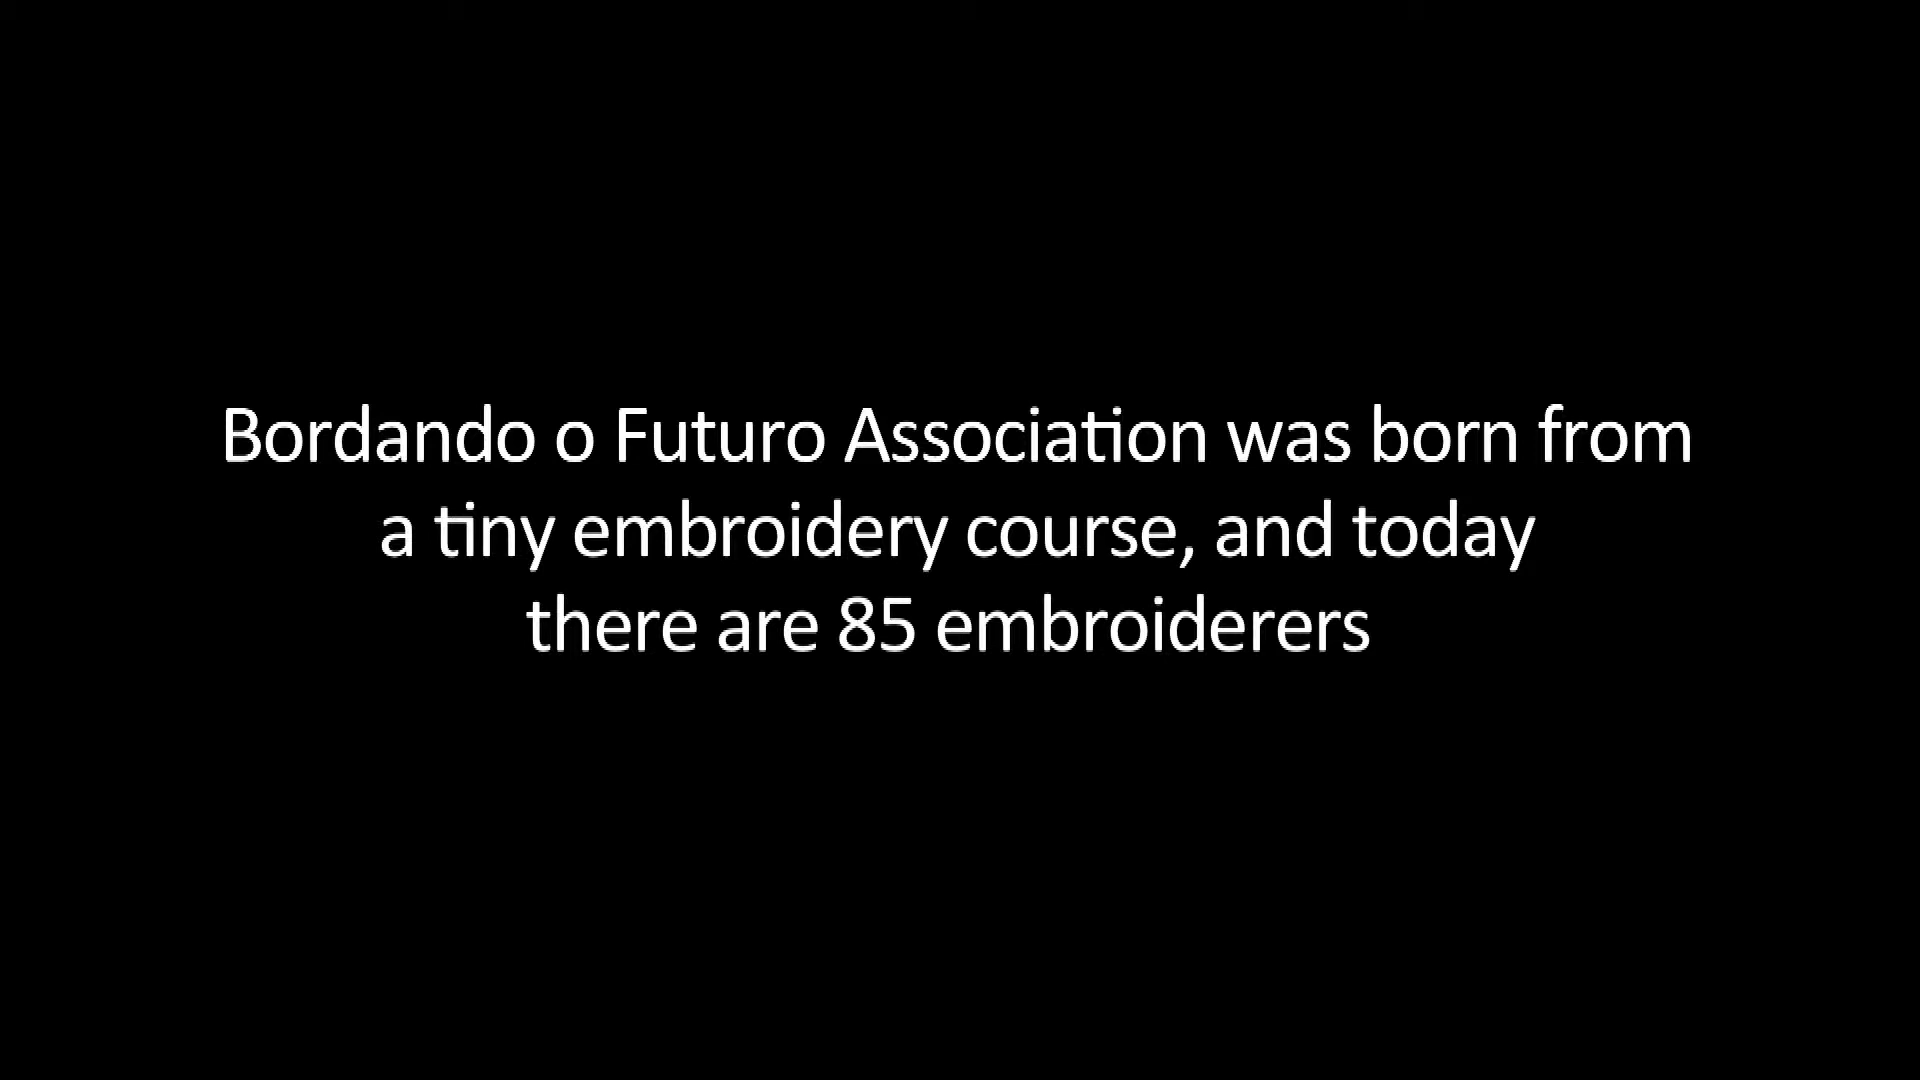 Bordando o Futuro Association was born from
a tiny embroidery course, and today
there are 85 embroiderers